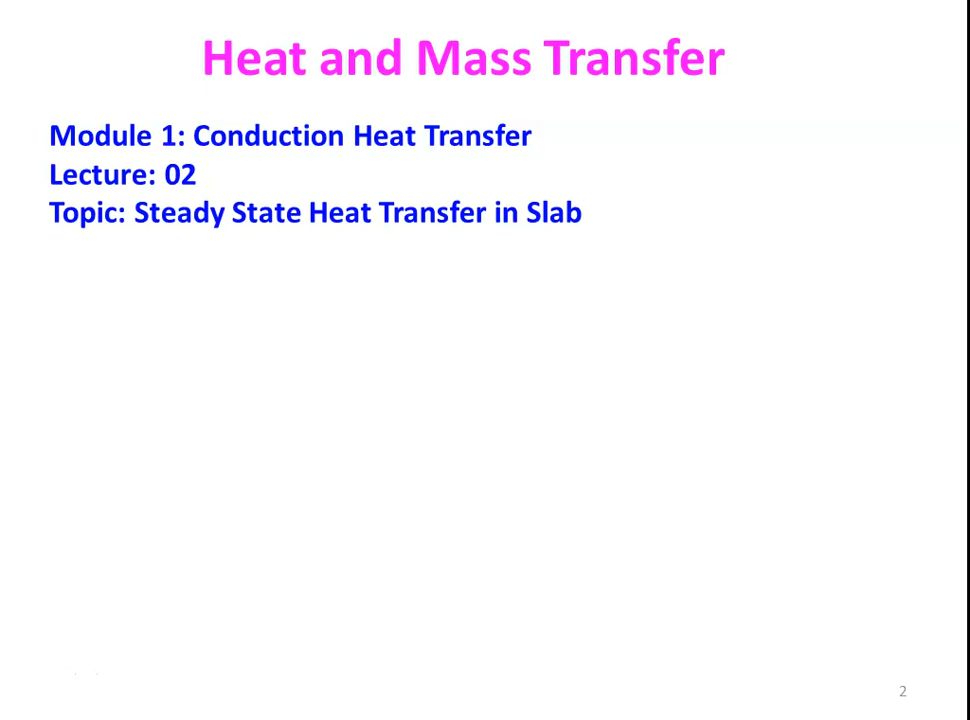 Heat and Mass Transfer
Module 1: Conduction Heat Transfer
Lecture: 02
Topic: Steady State Heat Transfer in Slab
2